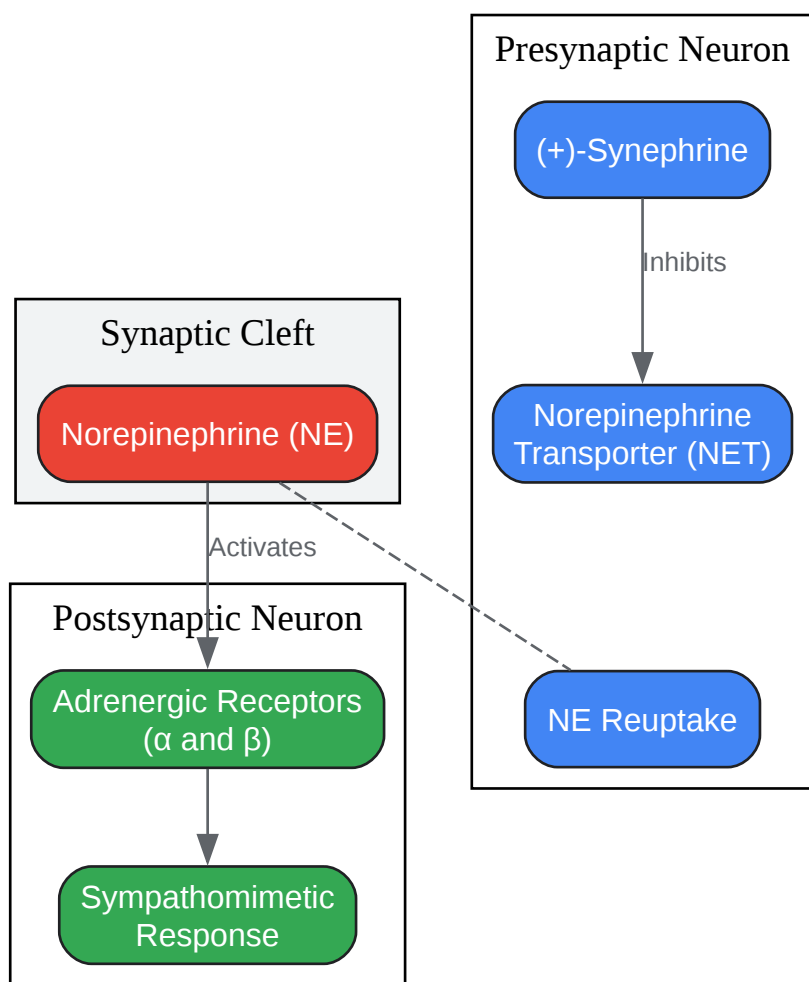 Presynaptic Neuron
(+)-Synephrine
Inhibits
Norepinephrine
Transporter (NET)
NE Reuptake
Synaptic Cleft
Norepinephrine (NE)
Activates
Postsynaptic Neuron
Adrenergic Receptors
(α and β)
Sympathomimetic
Response